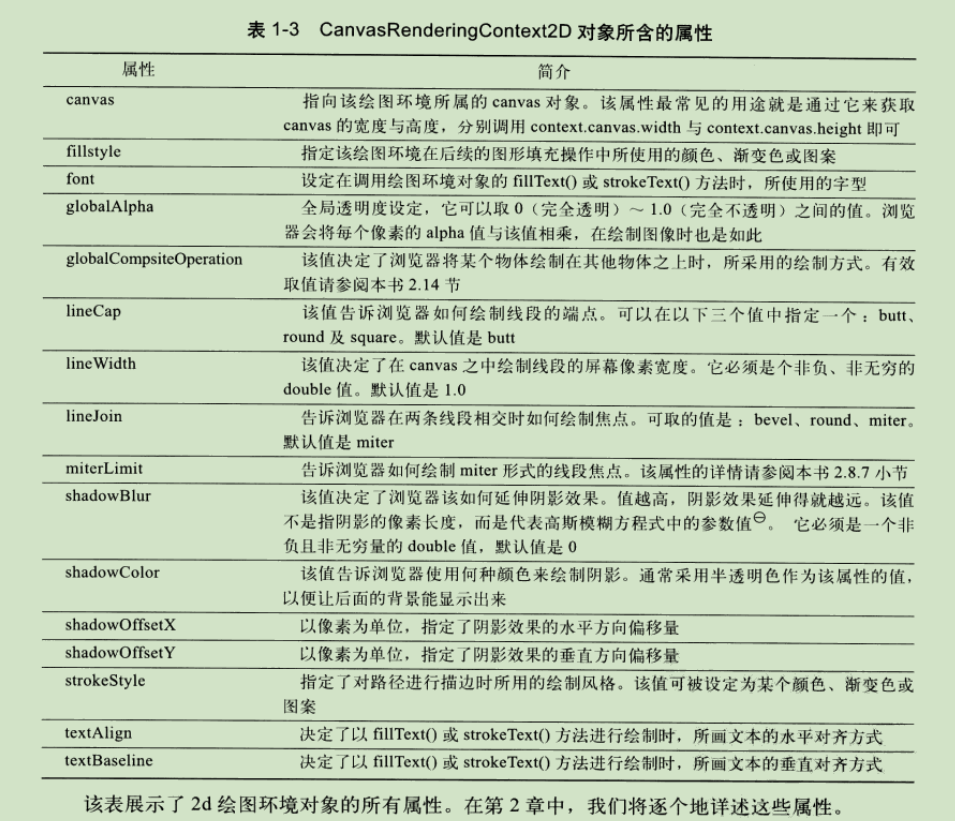 表 1-3 CanvasRenderingContext2D 对象所含的属性
属性 简介
canvas 指向该绘图环境所属的 canvas 对象。该属性最常见的用途就是通过它来获取
canvas 的宽度与高度，分别调用 context.canvas.width 与 context.canvas.height 即可
fillstyle 指定该绘图环境在后续的图形填充操作中所使用的颜色、渐变色或图案
font 设定在调用绘图环境对象的 fillText() 或 strokeText() 方法时，所使用的字型
globalAlpha 全局透明度设定，它可以取 0（完全透明）～ 1.0（完全不透明）之间的值。浏览
器会将每个像素的 alpha 值与该值相乘，在绘制图像时也是如此
globalCompsiteOperation 该值决定了浏览器将某个物体绘制在其他物体之上时，所采用的绘制方式。有效
取值请参阅本书 2.14 节
lineCap 该值告诉浏览器如何绘制线段的端点。可以在以下三个值中指定一个：butt、
round 及 square。默认值是 butt
lineWidth 该值决定了在 canvas 之中绘制线段的屏幕像素宽度。它必须是个非负、非无穷的
double 值。默认值是 1.0
lineJoin 告诉浏览器在两条线段相交时如何绘制焦点。可取的值是：bevel、round、miter。
默认值是 miter
miterLimit 告诉浏览器如何绘制 miter 形式的线段焦点。该属性的详情请参阅本书 2.8.7 小节
shadowBlur 该值决定了浏览器该如何延伸阴影效果。值越高，阴影效果延伸得就越远。该值
不是指阴影的像素长度，而是代表高斯模糊方程式中的参数值㊀。 它必须是一个非
负且非无穷量的 double 值，默认值是 0
shadowColor 该值告诉浏览器使用何种颜色来绘制阴影。通常采用半透明色作为该属性的值，
以便让后面的背景能显示出来
shadowOffsetX 以像素为单位，指定了阴影效果的水平方向偏移量
shadowOffsetY 以像素为单位，指定了阴影效果的垂直方向偏移量
strokeStyle 指定了对路径进行描边时所用的绘制风格。该值可被设定为某个颜色、渐变色或
图案
textAlign 决定了以 fillText() 或 strokeText() 方法进行绘制时，所画文本的水平对齐方式
textBaseline 决定了以 fillText() 或 strokeText() 方法进行绘制时，所画文本的垂直对齐方式
该表展示了 2d 绘图环境对象的所有属性。在第 2 章中，我们将逐个地详述这些属性。